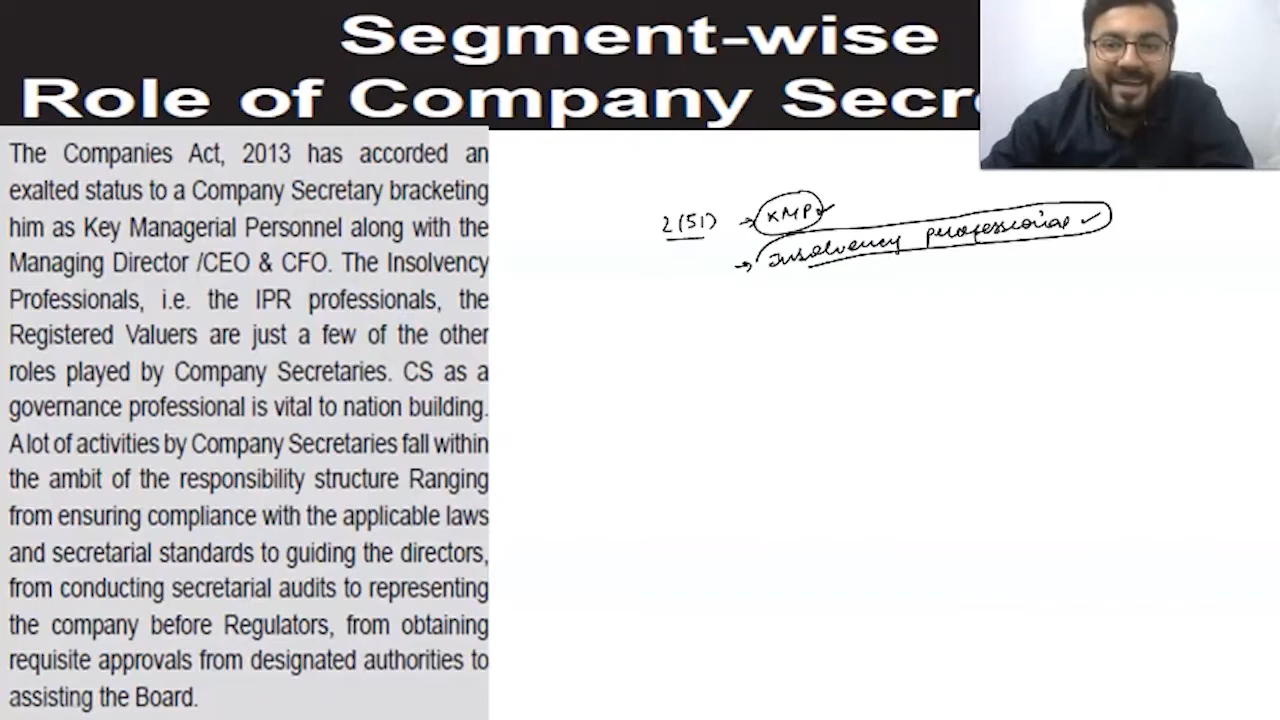 Segment-wise
Role of Company Secre
The Companies Act, 2013 has accorded an
exalted status to a Company Secretary bracketing
him as Key Managerial Personnel along with the
Managing Director /CEO & CFO. The Insolvency
Professionals, i.e. the IPR professionals, the
Registered Valuers are just a few of the other
roles played by Company Secretaries. CS as a
governance professional is vital to nation building.
A lot of activities by Company Secretaries fall within
the ambit of the responsibility structure Ranging
from ensuring compliance with the applicable laws
and secretarial standards to guiding the directors,
from conducting secretarial audits to representing
the company before Regulators, from obtaining
requisite approvals from designated authorities to
assisting the Board.
2(51) → KMP ✓
→ Insolvency professional ✓